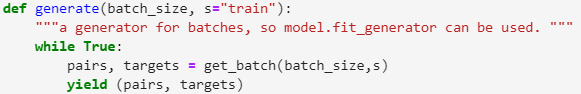 def generate(batch_size, s="train"):
    """a generator for batches, so model.fit_generator can be used. """
    while True:
        pairs, targets = get_batch(batch_size,s)
        yield (pairs, targets)